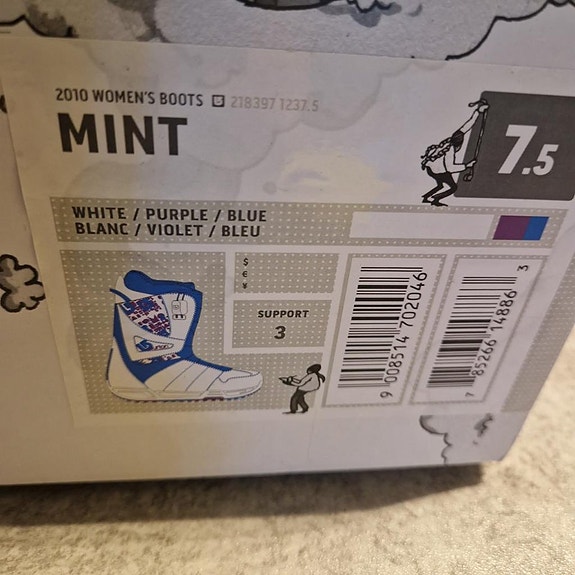 2010 WOMEN'S BOOTS 218397 1237.5
MINT
7.5
WHITE / PURPLE / BLUE
BLANC / VIOLET / BLEU
$
€
¥
SUPPORT
3
9 008514 702046
7 85266 14886 3